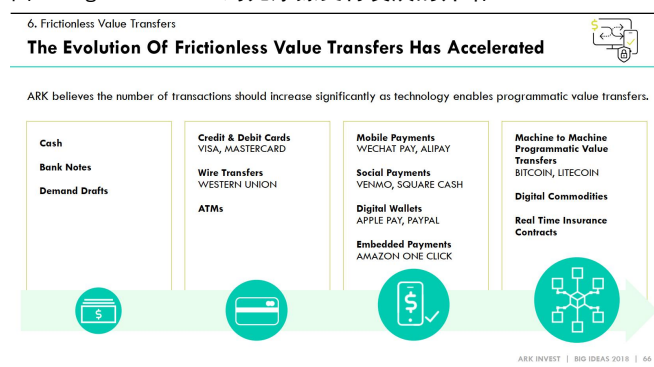 6. Frictionless Value Transfers
The Evolution Of Frictionless Value Transfers Has Accelerated
ARK believes the number of transactions should increase significantly as technology enables programmatic value transfers.
Cash
Bank Notes
Demand Drafts
Credit & Debit Cards
VISA, MASTERCARD
Wire Transfers
WESTERN UNION
ATMs
Mobile Payments
WECHAT PAY, ALIPAY
Social Payments
VENMO, SQUARE CASH
Digital Wallets
APPLE PAY, PAYPAL
Embedded Payments
AMAZON ONE CLICK
Machine to Machine
Programmatic Value
Transfers
BITCOIN, LITECOIN
Digital Commodities
Real Time Insurance
Contracts
$
$
$
ARK INVEST | BIG IDEAS 2018 | 66